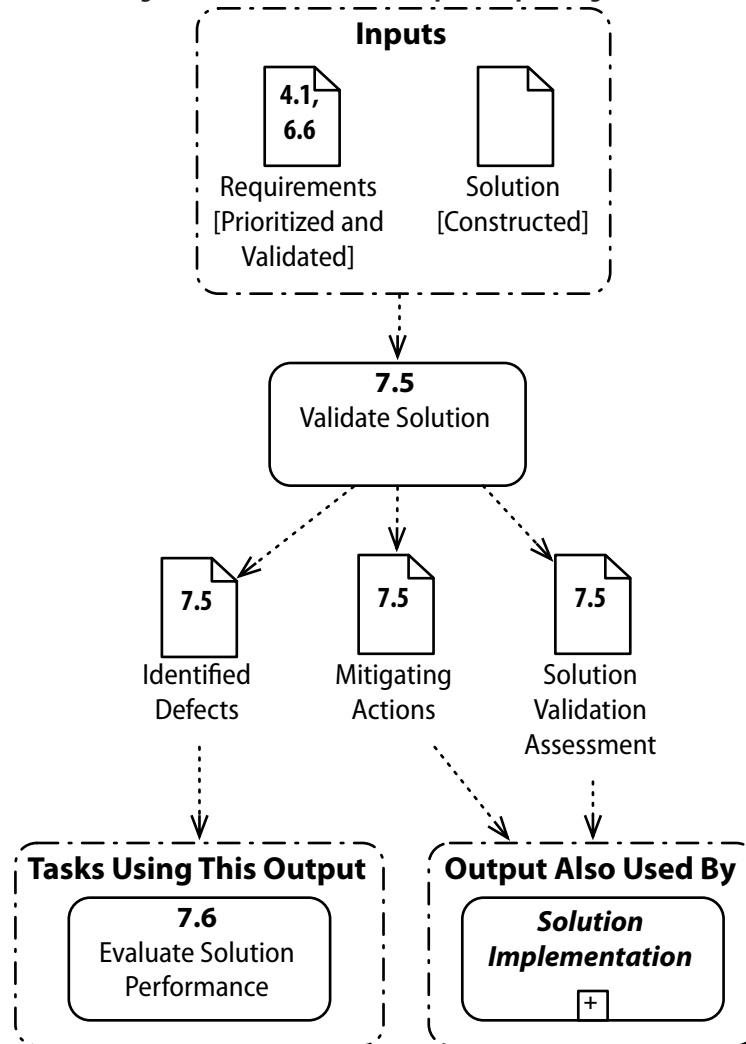 Inputs
4.1,
6.6
Requirements
[Prioritized and
Validated]
Solution
[Constructed]
7.5
Validate Solution
7.5
Identified
Defects
7.5
Mitigating
Actions
7.5
Solution
Validation
Assessment
Tasks Using This Output
7.6
Evaluate Solution
Performance
Output Also Used By
Solution
Implementation
+